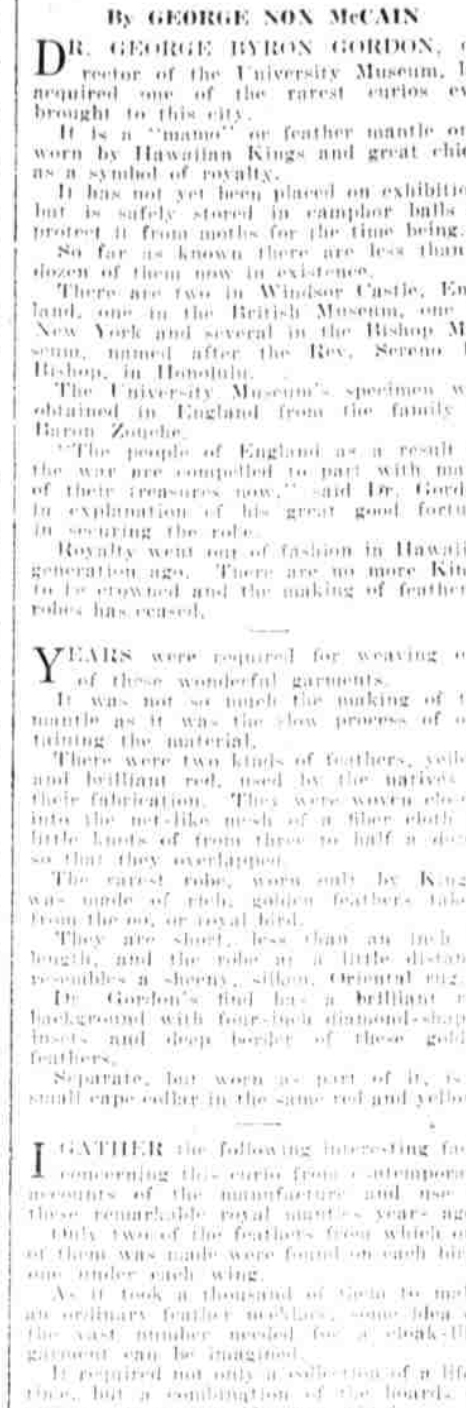 By GEORGE NOX McCAIN
DR. GEORGE BYRON GORDON,
rector of the University Museum,
acquired one of the rarest curios
brought to this city.
It is a "mamo" or feather mantle
worn by Hawaiian Kings and great
as a symbol of royalty.
It has not yet been placed on
but is safely stored in camphor balls
protect it from moths for the time being.
So far as known there are less than
dozen of them now in existence.
There are two in Windsor Castle,
land, one in the British Museum, one
New York and several in the Bishop
seum, named after the Rev. Sereno
Bishop, in Honolulu.
The University Museum's specimen
obtained in England from the family
Baron Zouche.
"The people of England as a result
the war are compelled to part with
of their treasures now," said Dr.
in explanation of his great good
in securing the robe.
Royalty went out of fashion in
generation ago. There are no more
to be crowned and the making of
robes has ceased.
YEARS were required for weaving
of these wonderful garments.
It was not so much the making of
mantle as it was the slow process of
taining the material.
There were two kinds of feathers,
and brilliant red, used by the natives
their fabrication. They were woven
into the net-like mesh of a fiber cloth
little knots of from three to half a
so that they overlapped.
The rarest robe, worn only by
was made of rich, golden feathers
from the oo, or royal bird.
They are short, less than an inch
length, and the robe at a little
resembles a sheeny, silken, Oriental rug.
Dr. Gordon's find has a brilliant
background with four-inch
insets and deep border of these
feathers.
Separate, but worn as part of it, is
small cape collar in the same red and
I GATHER the following interesting
concerning this curio from
accounts of the manufacture and use
these remarkable royal mantles years
Only two of the feathers from which
of them was made were found on each
one under each wing.
As it took a thousand of them to
an ordinary feather necklace, some idea
the vast number needed for a
garment can be imagined.
It required not only a collection of a
time, but a combination of the hoards.